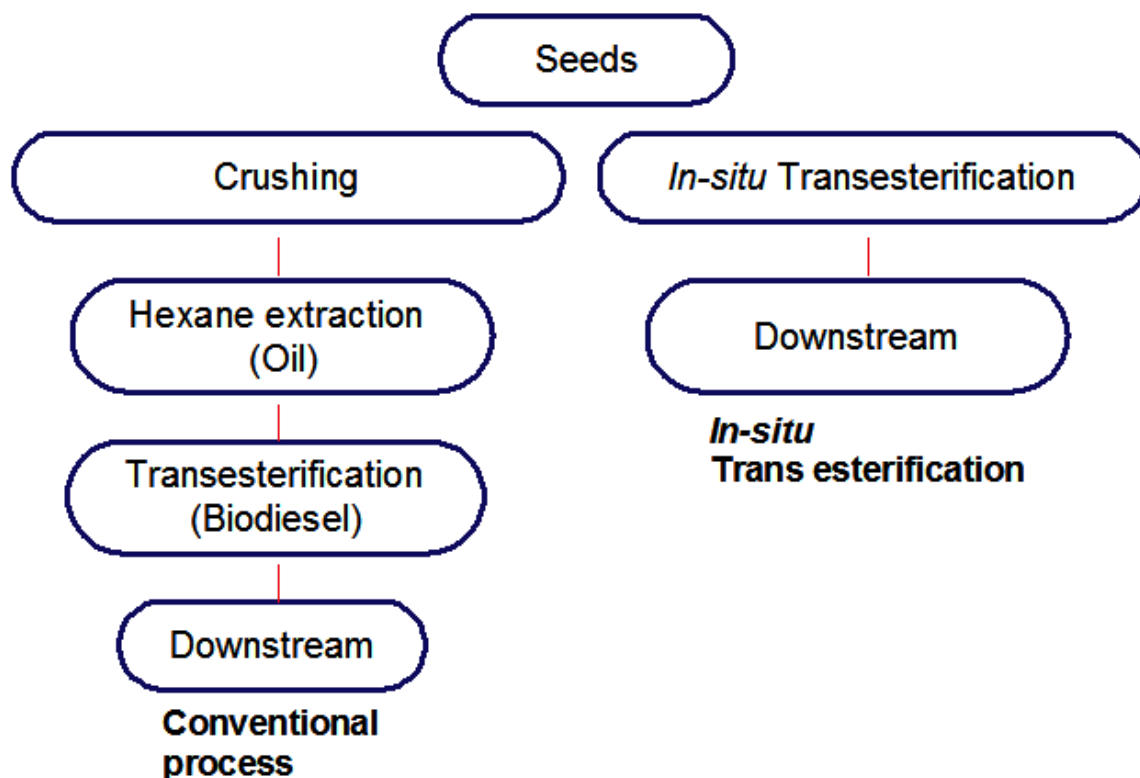 Seeds
Crushing
In-situ Transesterification
Hexane extraction
(Oil)
Downstream
In-situ
Trans esterification
Transesterification
(Biodiesel)
Downstream
Conventional
process